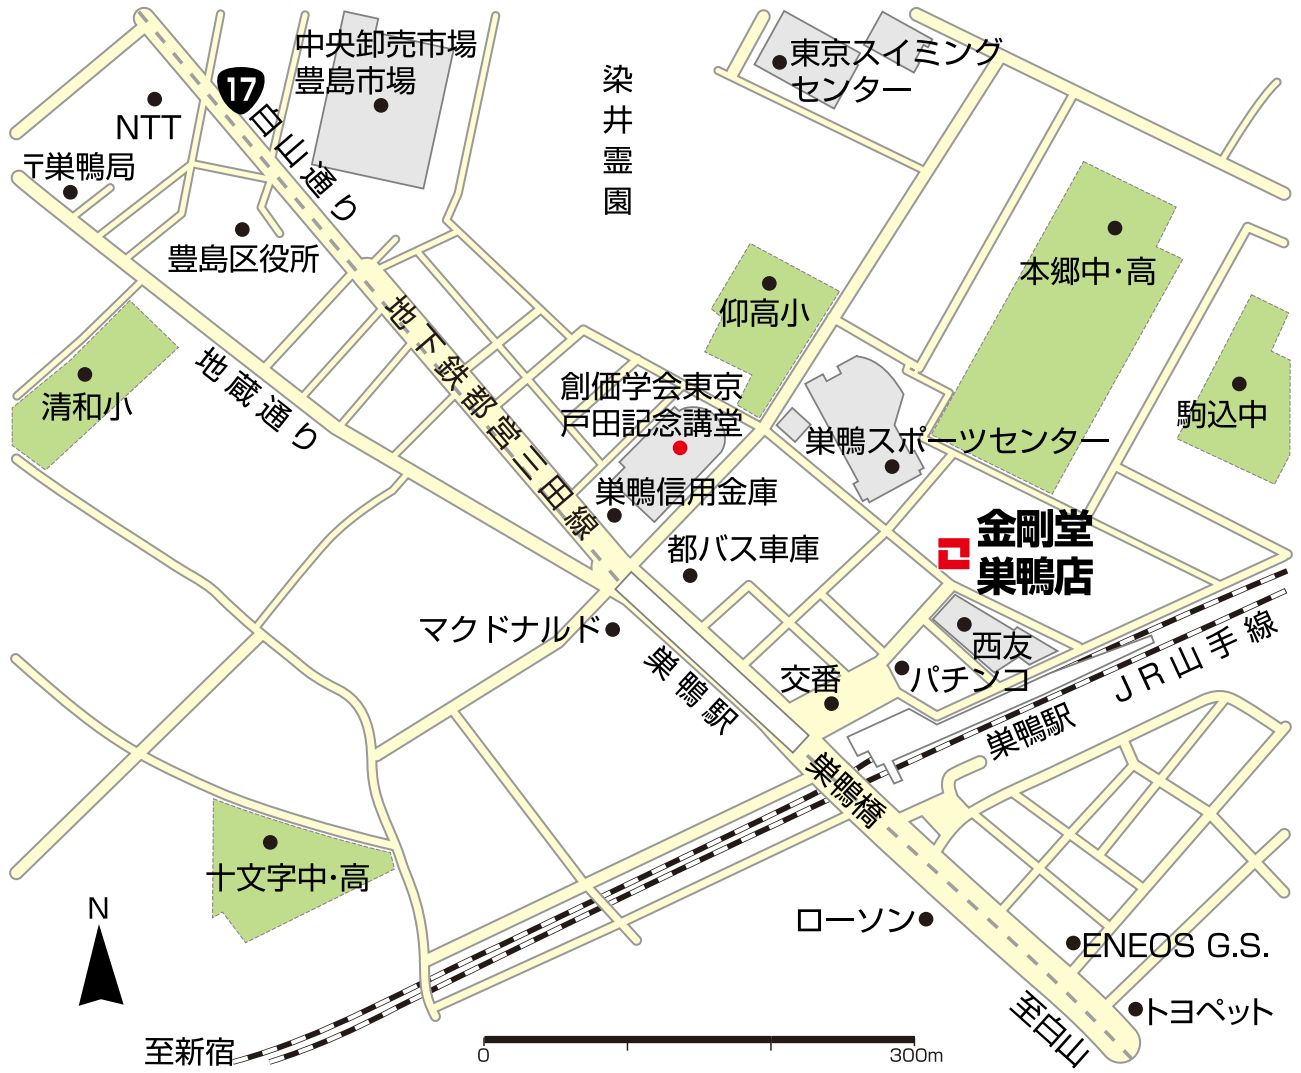 中央卸売市場
豊島市場
17
白山通り
NTT
〒巣鴨局
豊島区役所
染井霊園
東京スイミング
センター
本郷中・高
仰高小
駒込中
清和小
地蔵通り
地下鉄都営三田線
創価学会東京
戸田記念講堂
巣鴨スポーツセンター
巣鴨信用金庫
都バス車庫
金剛堂
巣鴨店
マクドナルド
巣鴨駅
西友
交番
パチンコ
JR山手線
巣鴨駅
巣鴨橋
十文字中・高
N
ローソン
ENEOS G.S.
トヨペット
至白山
至新宿
0
300m